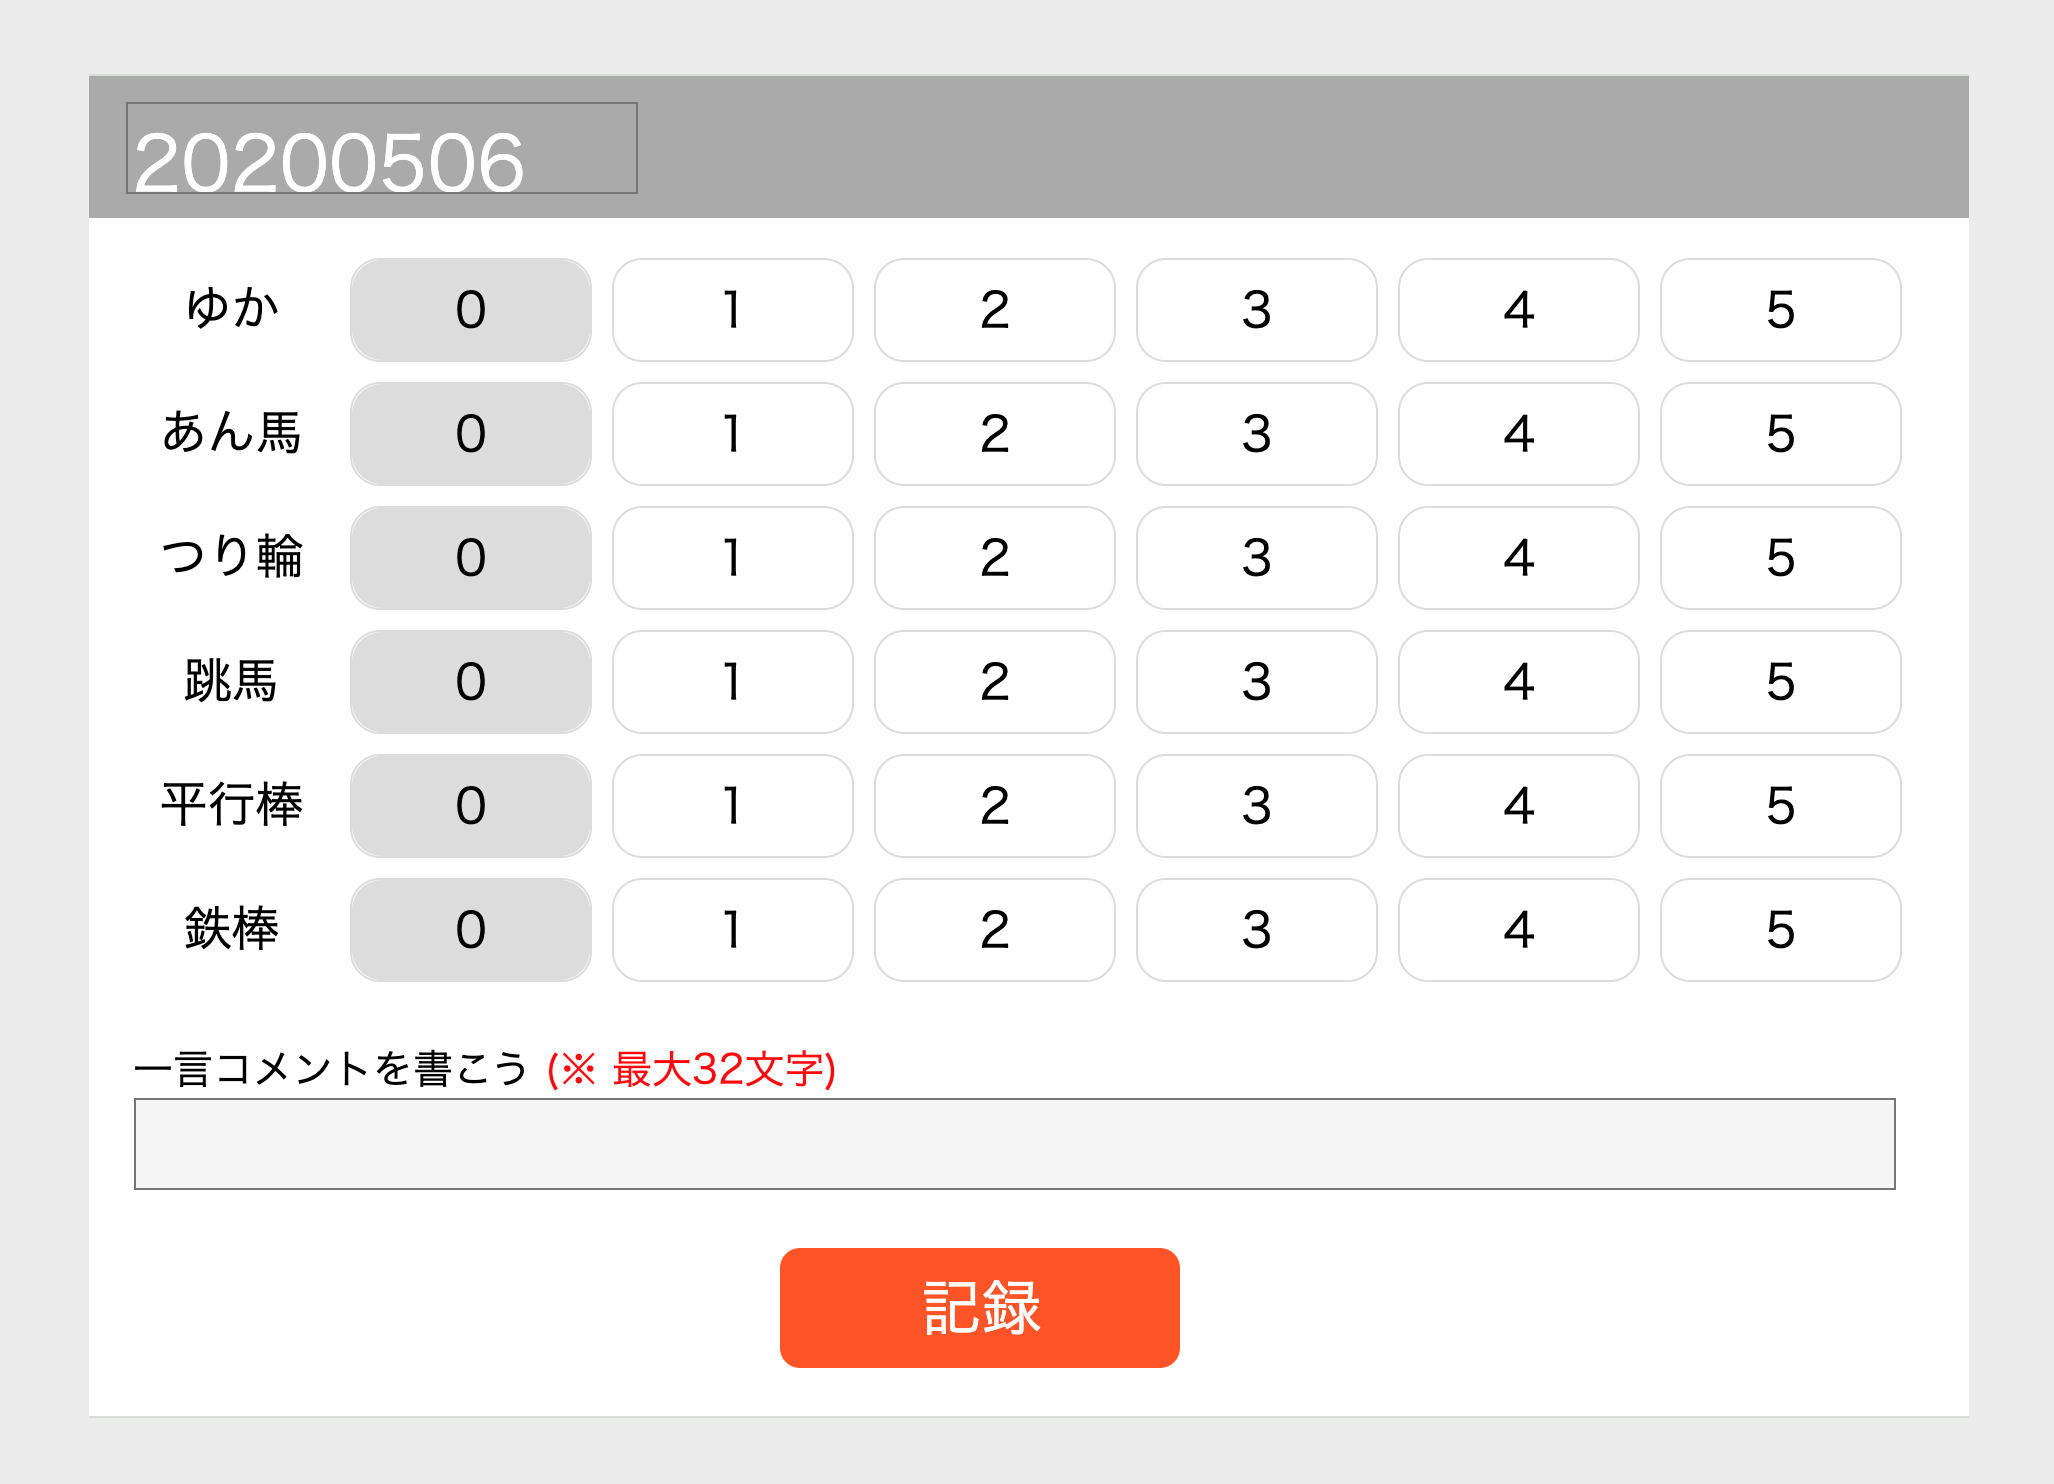 20200506
ゆか 0 1 2 3 4 5
あん馬 0 1 2 3 4 5
つり輪 0 1 2 3 4 5
跳馬 0 1 2 3 4 5
平行棒 0 1 2 3 4 5
鉄棒 0 1 2 3 4 5
一言コメントを書こう (※ 最大32文字)
記録